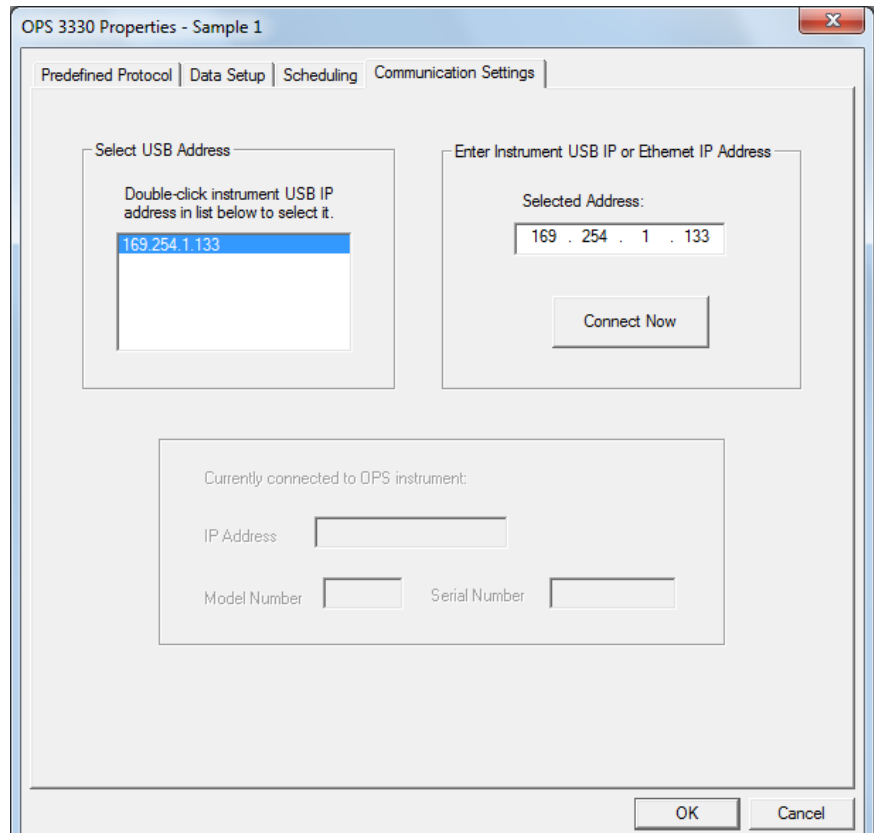 OPS 3330 Properties - Sample 1
Predefined Protocol
Data Setup
Scheduling
Communication Settings
Select USB Address
Double-click instrument USB IP
address in list below to select it.
169.254.1.133
Enter Instrument USB IP or Ethernet IP Address
Selected Address:
169 . 254 . 1 . 133
Connect Now
Currently connected to OPS instrument:
IP Address
Model Number
Serial Number
OK
Cancel